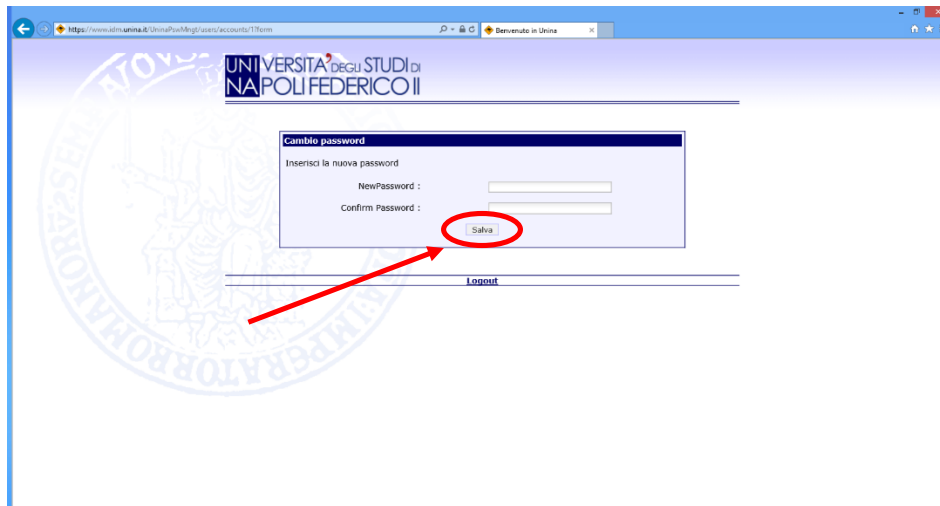 https://www.idm.unina.it/UninaPswMngt/users/accounts/1?form
Benvenuto in Unina
UNIVERSITA' DEGLI STUDI DI
NAPOLI FEDERICO II
Cambio password
Inserisci la nuova password
NewPassword :
Confirm Password :
Salva
Logout